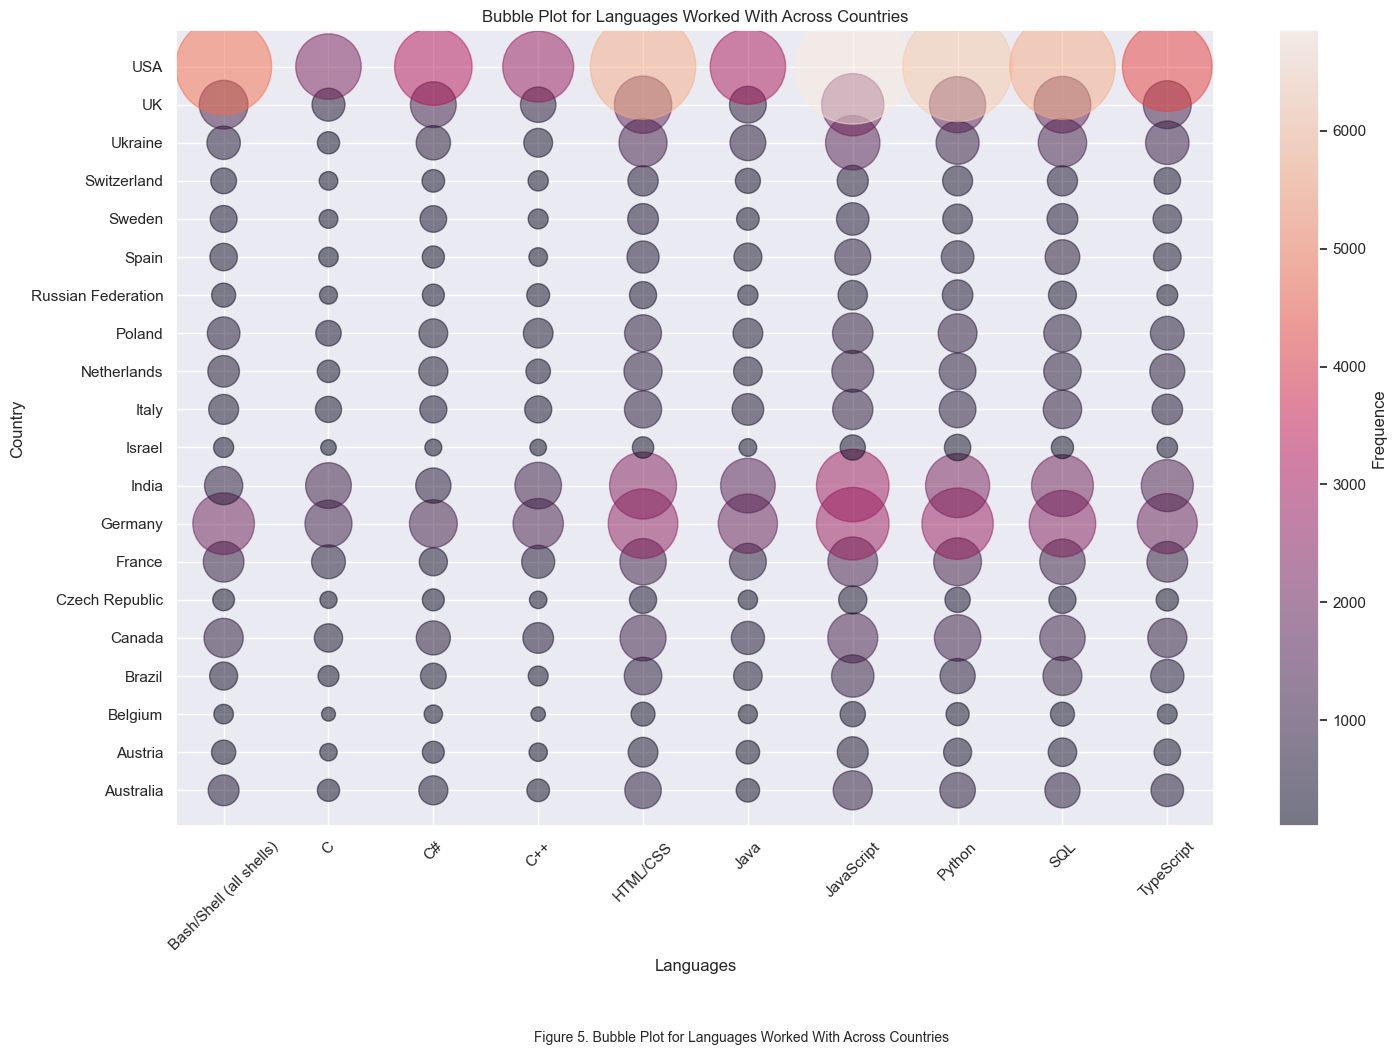 Bubble Plot for Languages Worked With Across Countries
USA
UK
Ukraine
Switzerland
Sweden
Spain
Russian Federation
Poland
Netherlands
Italy
Israel
India
Germany
France
Czech Republic
Canada
Brazil
Belgium
Austria
Australia
Country
Bash/Shell (all shells)
C
C#
C++
HTML/CSS
Java
JavaScript
Python
SQL
TypeScript
Languages
6000
5000
4000
3000
2000
1000
Frequence
Figure 5. Bubble Plot for Languages Worked With Across Countries